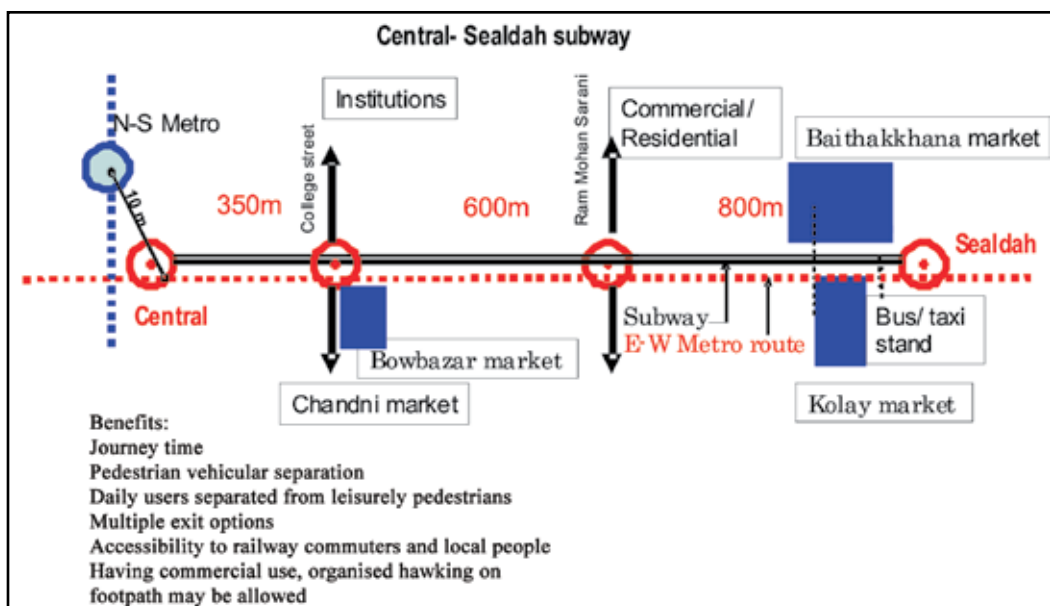 Central- Sealdah subway
N-S Metro
Institutions
College street
Ram Mohan Sarani
Commercial/
Residential
Baithakkhana market
10 m
350m
600m
800m
Sealdah
Central
Subway
E-W Metro route
Bus/ taxi
stand
Bowbazar market
Chandni market
Kolay market
Benefits:
Journey time
Pedestrian vehicular separation
Daily users separated from leisurely pedestrians
Multiple exit options
Accessibility to railway commuters and local people
Having commercial use, organised hawking on
footpath may be allowed